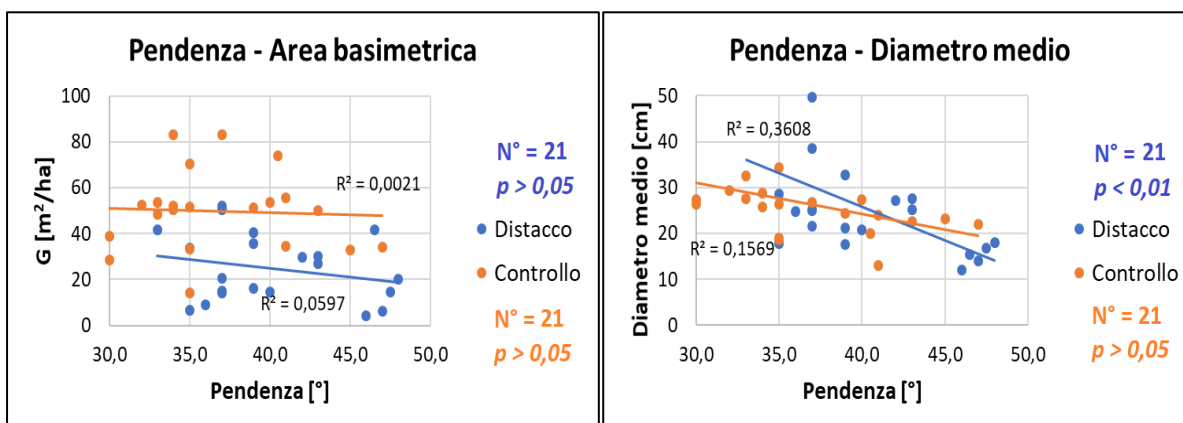 Pendenza - Area basimetrica
G [m²/ha]
100
80
60
40
20
0
R² = 0,0021
R² = 0,0597
30,0 35,0 40,0 45,0 50,0
Pendenza [°]
N° = 21
p > 0,05
Distacco
Controllo
N° = 21
p > 0,05
Pendenza - Diametro medio
Diametro medio [cm]
50
40
30
20
10
0
R² = 0,3608
R² = 0,1569
30,0 35,0 40,0 45,0 50,0
Pendenza [°]
N° = 21
p < 0,01
Distacco
Controllo
N° = 21
p > 0,05